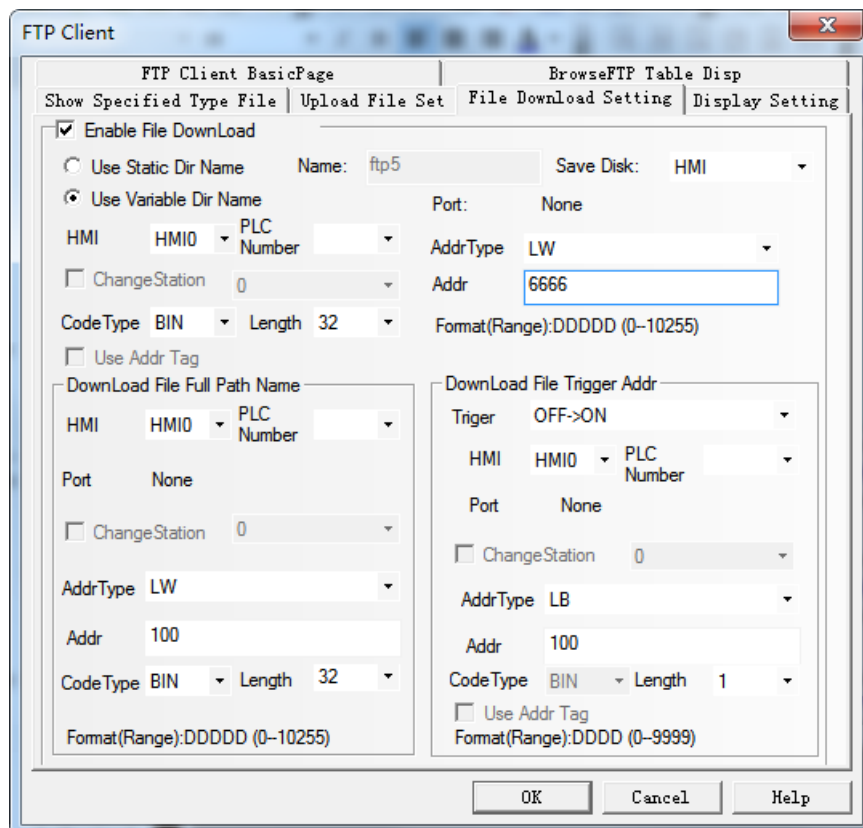 FTP Client
FTP Client BasicPage BrowseFTP Table Disp
Show Specified Type File Upload File Set File Download Setting Display Setting
Enable File DownLoad
Use Static Dir Name Name: ftp5 Save Disk: HMI
Use Variable Dir Name Port: None
HMI HMI0 PLC Number AddrType LW
ChangeStation 0 Addr 6666
CodeType BIN Length 32 Format(Range):DDDDD (0--10255)
Use Addr Tag
DownLoad File Full Path Name
HMI HMI0 PLC Number
Port None
ChangeStation 0
AddrType LW
Addr 100
CodeType BIN Length 32
Format(Range):DDDDD (0--10255)
DownLoad File Trigger Addr
Triger OFF->ON
HMI HMI0 PLC Number
Port None
ChangeStation 0
AddrType LB
Addr 100
CodeType BIN Length 1
Use Addr Tag
Format(Range):DDDD (0--9999)
OK Cancel Help